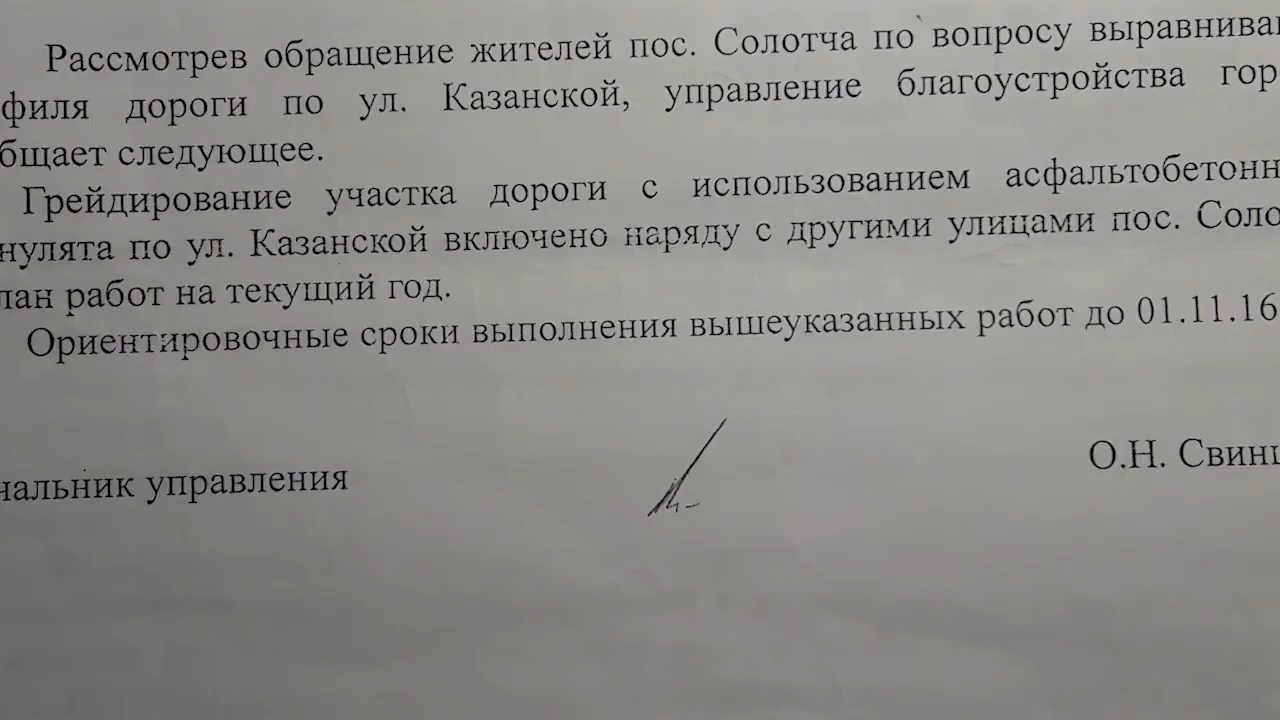 Рассмотрев обращение жителей пос. Солотча по вопросу выравнива
филя дороги по ул. Казанской, управление благоустройства гор
бщает следующее.
Грейдирование участка дороги с использованием асфальтобетонн
нулята по ул. Казанской включено наряду с другими улицами пос. Соло
лан работ на текущий год.
Ориентировочные сроки выполнения вышеуказанных работ до 01.11.16
чальник управления
О.Н. Свин